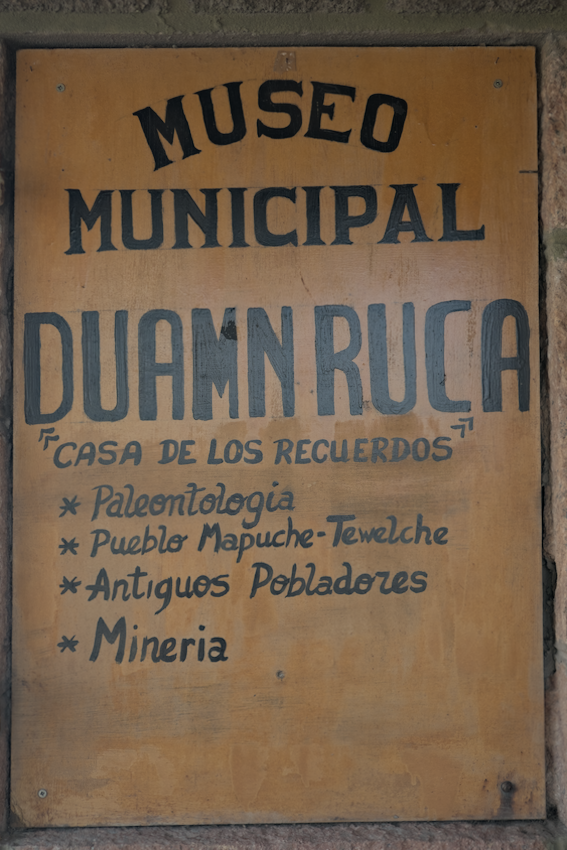 MUSEO
MUNICIPAL
DUAMN RUCA
"CASA DE LOS RECUERDOS"
* Paleontologia
* Pueblo Mapuche-Tewelche
* Antiguos Pobladores
* Mineria